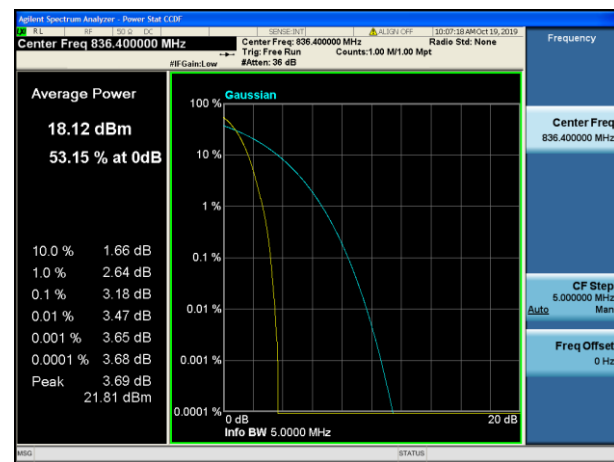 Agilent Spectrum Analyzer - Power Stat CCDF
RL RF 50 Ω DC SENSE:INT ALIGN OFF 10:07:18 AM Oct 19, 2019
Center Freq 836.400000 MHz
Center Freq: 836.400000 MHz Radio Std: None
Trig: Free Run Counts:1.00 M/1.00 Mpt
#IFGain:Low #Atten: 36 dB
Frequency
Average Power
18.12 dBm
53.15 % at 0dB
10.0 % 1.66 dB
1.0 % 2.64 dB
0.1 % 3.18 dB
0.01 % 3.47 dB
0.001 % 3.65 dB
0.0001 % 3.68 dB
Peak 3.69 dB
21.81 dBm
Gaussian
100 %
10 %
1 %
0.1 %
0.01 %
0.001 %
0.0001 %
0 dB 20 dB
Info BW 5.0000 MHz
Center Freq
836.400000 MHz
CF Step
5.000000 MHz
Auto Man
Freq Offset
0 Hz
MSG STATUS